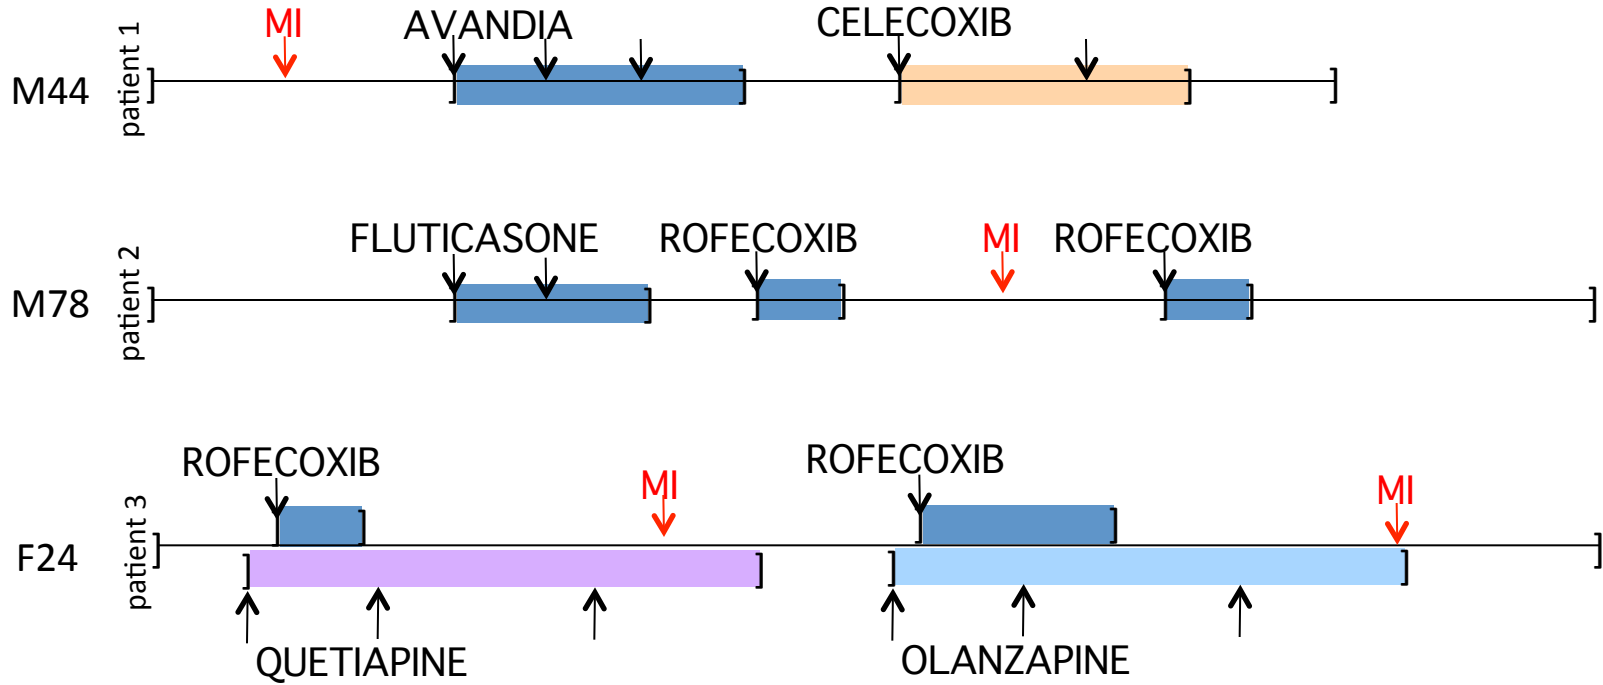 MI
AVANDIA
CELECOXIB
M44
patient 1
FLUTICASONE
ROFECOXIB
MI
ROFECOXIB
M78
patient 2
ROFECOXIB
MI
ROFECOXIB
MI
F24
patient 3
QUETIAPINE
OLANZAPINE